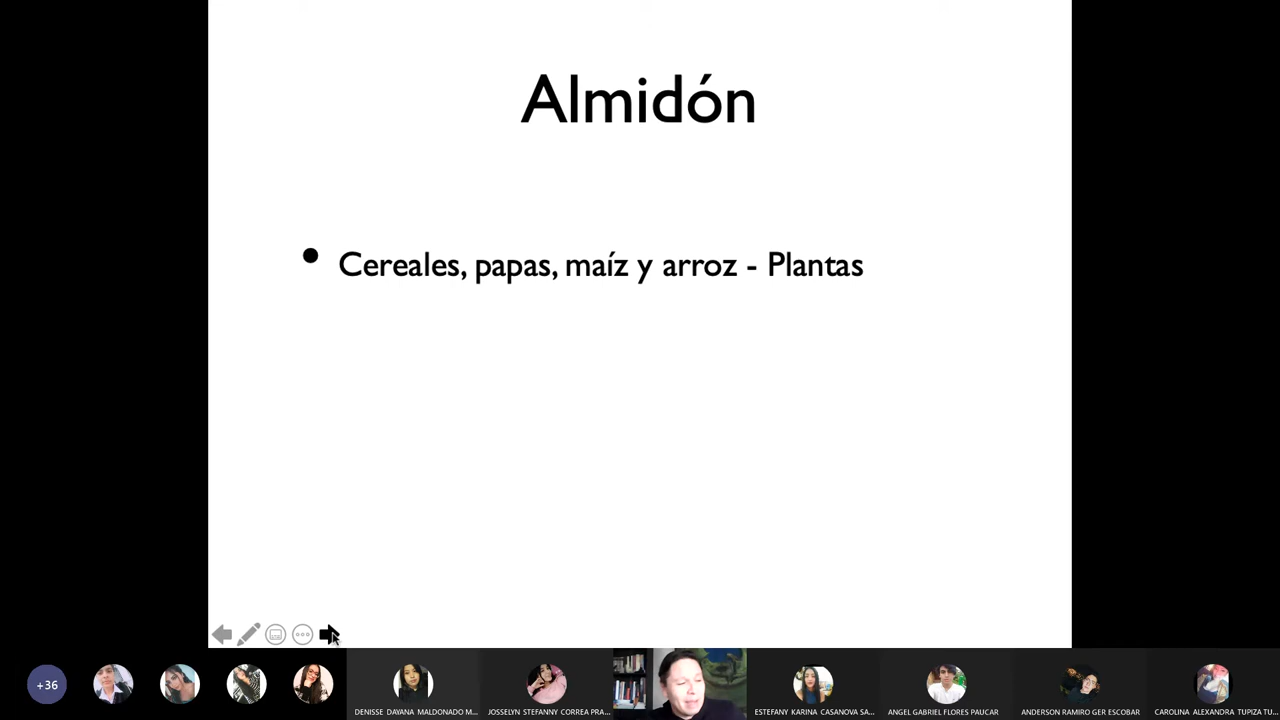 Almidón
• Cereales, papas, maíz y arroz - Plantas
+36
DENISSE DAYANA MALDONADO M...
JOSSELYN STEFANNY CORREA PRA...
ESTEFANY KARINA CASANOVA SA...
ANGEL GABRIEL FLORES PAUCAR
ANDERSON RAMIRO GER ESCOBAR
CAROLINA ALEXANDRA TUPIZA TU...